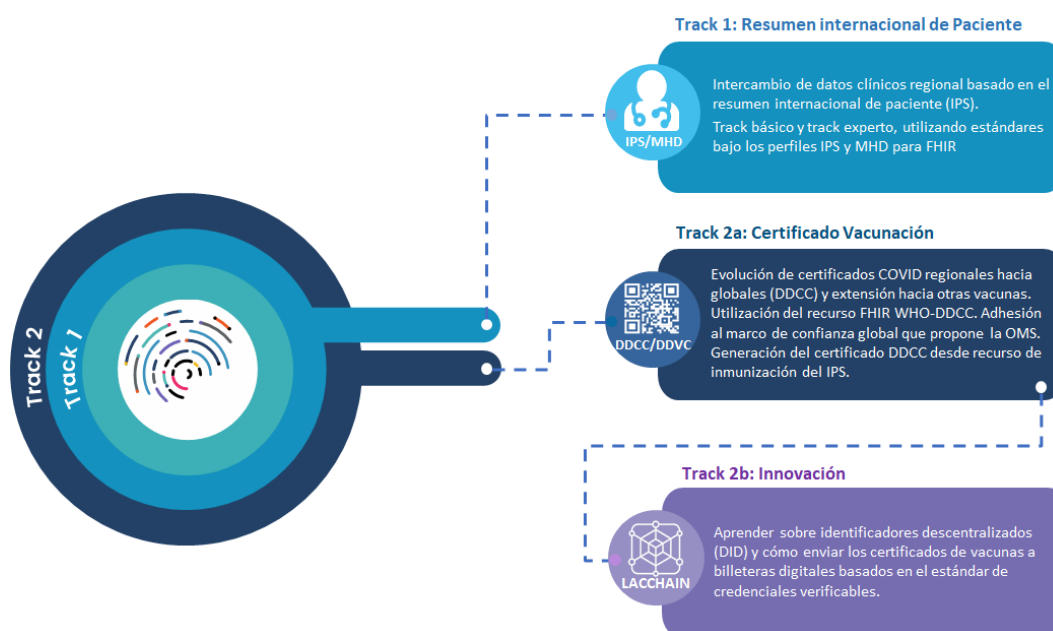 Track 1: Resumen internacional de Paciente
Intercambio de datos clínicos regional basado en el
resumen internacional de paciente (IPS).
Track básico y track experto, utilizando estándares
bajo los perfiles IPS y MHD para FHIR
IPS/MHD
Track 2
Track 1
Track 2a: Certificado Vacunación
Evolución de certificados COVID regionales hacia
globales (DDCC) y extensión hacia otras vacunas.
Utilización del recurso FHIR WHO-DDCC. Adhesión
al marco de confianza global que propone la OMS.
Generación del certificado DDCC desde recurso de
inmunización del IPS.
DDCC/DDVC
Track 2b: Innovación
Aprender sobre identificadores descentralizados
(DID) y cómo enviar los certificados de vacunas a
billeteras digitales basados en el estándar de
credenciales verificables.
LACCHAIN